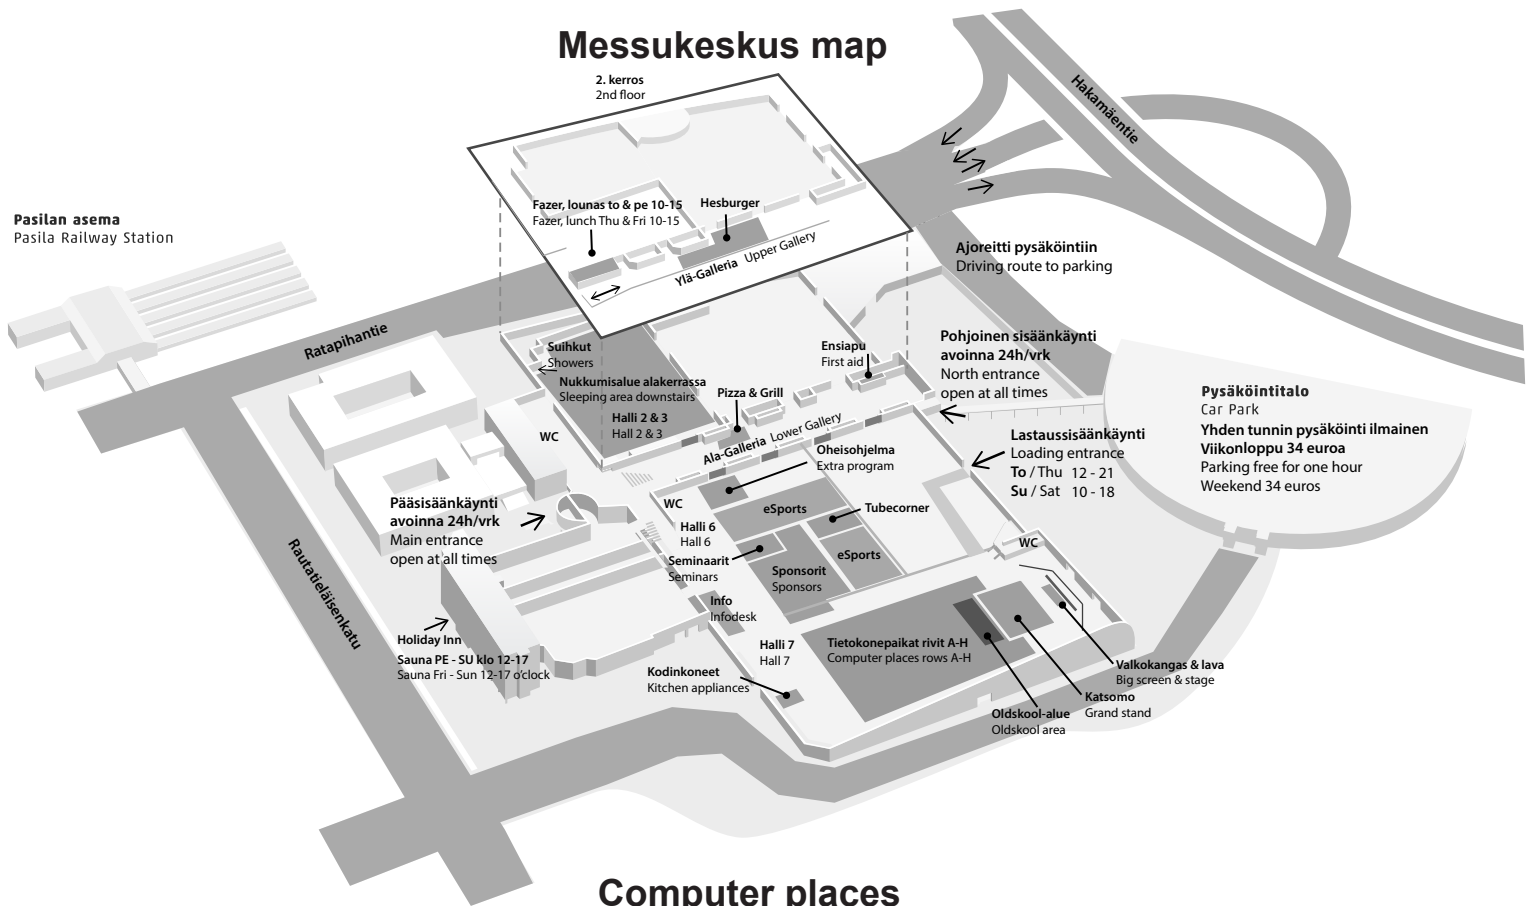 Messukeskus map
2. kerros
2nd floor
Hakamäentie
Fazer, lounas to & pe 10-15
Fazer, lunch Thu & Fri 10-15
Hesburger
Ylä-Galleria Upper Gallery
Pasilan asema
Pasila Railway Station
Ajoreitti pysäköintiin
Driving route to parking
Ratapihantie
Suihkut
Showers
Nukkumisalue alakerrassa
Sleeping area downstairs
Halli 2 & 3
Hall 2 & 3
Pizza & Grill
Ensiapu
First aid
Pohjoinen sisäänkäynti
avoinna 24h/vrk
North entrance
open at all times
Pysäköintitalo
Car Park
Yhden tunnin pysäköinti ilmainen
Viikonloppu 34 euroa
Parking free for one hour
Weekend 34 euros
WC
Ala-Galleria Lower Gallery
Lastaussisäänkäynti
Loading entrance
To / Thu 12 - 21
Su / Sat 10 - 18
Oheisohjelma
Extra program
WC
Pääsisäänkäynti
avoinna 24h/vrk
Main entrance
open at all times
eSports
Tubecorner
Halli 6
Hall 6
WC
Seminaarit
Seminars
eSports
Sponsorit
Sponsors
Rautatieläisenkatu
Info
Infodesk
Holiday Inn
Sauna PE - SU klo 12-17
Sauna Fri - Sun 12-17 o'clock
Halli 7
Hall 7
Tietokonepaikat rivit A-H
Computer places rows A-H
Kodinkoneet
Kitchen appliances
Valkokangas & lava
Big screen & stage
Katsomo
Grand stand
Oldskool-alue
Oldskool area
Computer places